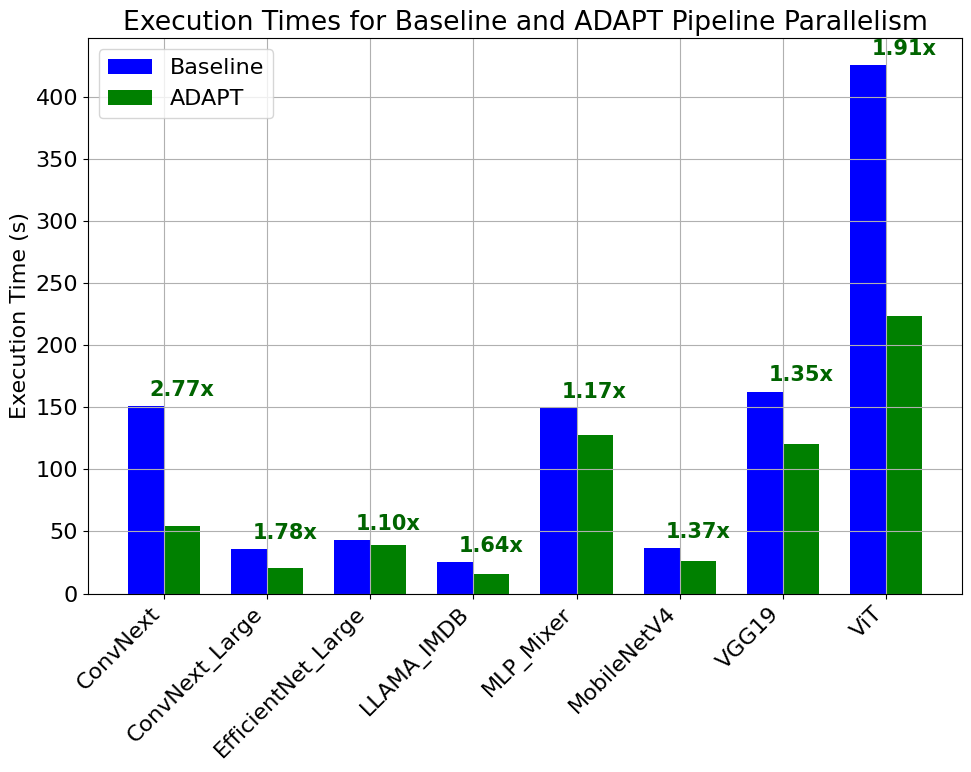 Execution Times for Baseline and ADAPT Pipeline Parallelism
Baseline
ADAPT
Execution Time (s)
400
350
300
250
200
150
100
50
0
2.77x
1.78x
1.10x
1.64x
1.17x
1.37x
1.35x
1.91x
ConvNext
ConvNext_Large
EfficientNet_Large
LLAMA_IMDB
MLP_Mixer
MobileNetV4
VGG19
ViT